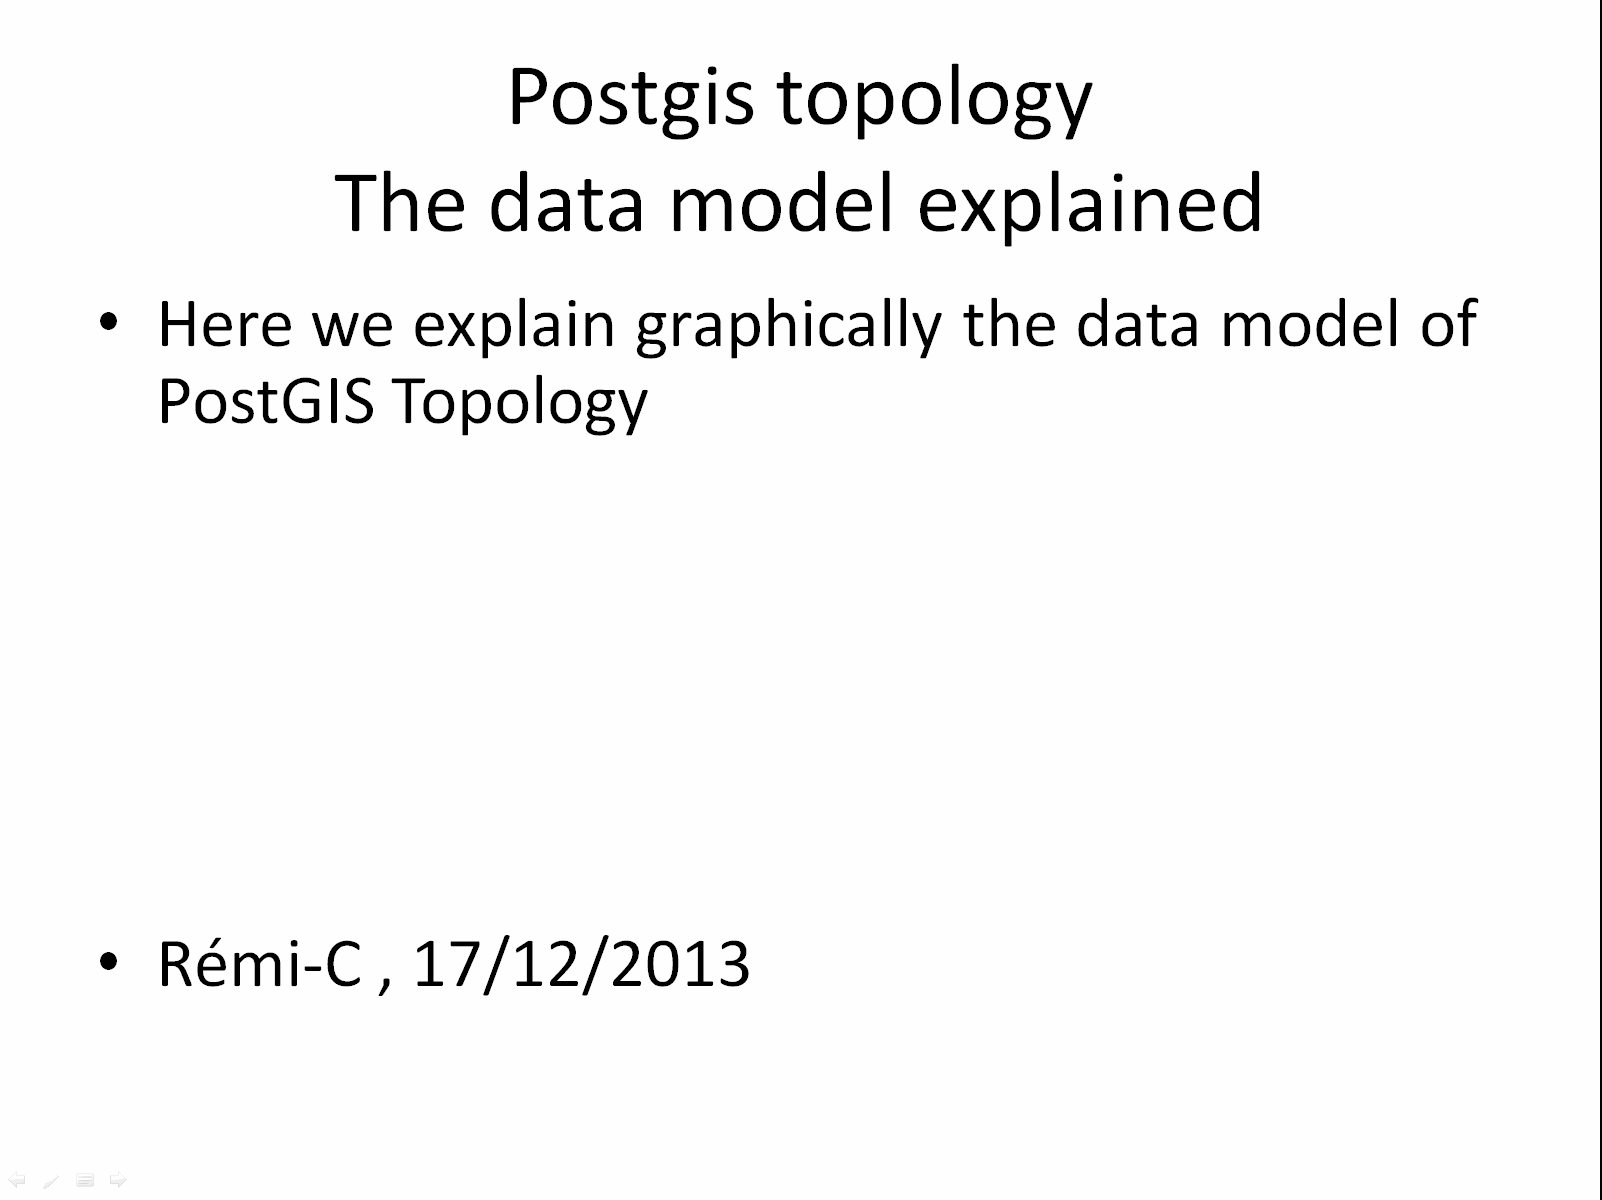 Postgis topology
The data model explained
• Here we explain graphically the data model of
PostGIS Topology
• Rémi-C , 17/12/2013